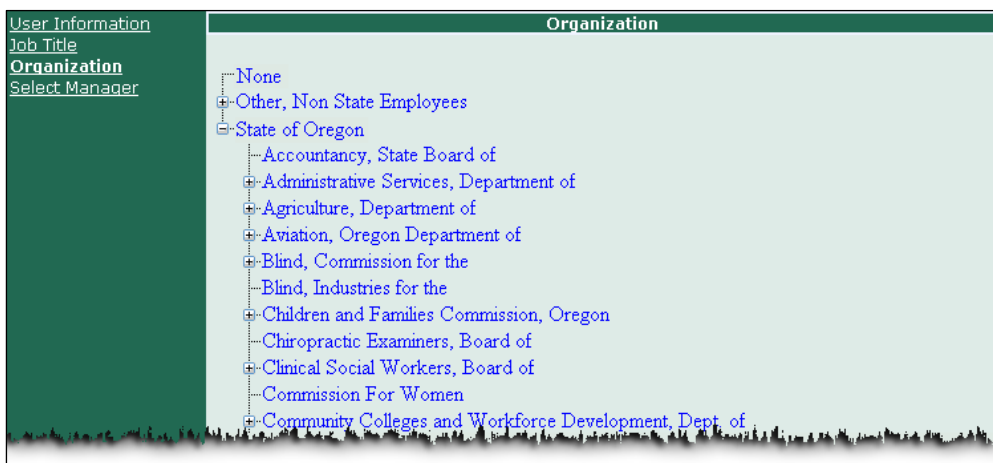 User Information
Job Title
Organization
Select Manager
Organization
None
Other, Non State Employees
State of Oregon
Accountancy, State Board of
Administrative Services, Department of
Agriculture, Department of
Aviation, Oregon Department of
Blind, Commission for the
Blind, Industries for the
Children and Families Commission, Oregon
Chiropractic Examiners, Board of
Clinical Social Workers, Board of
Commission For Women
Community Colleges and Workforce Development, Dept. of